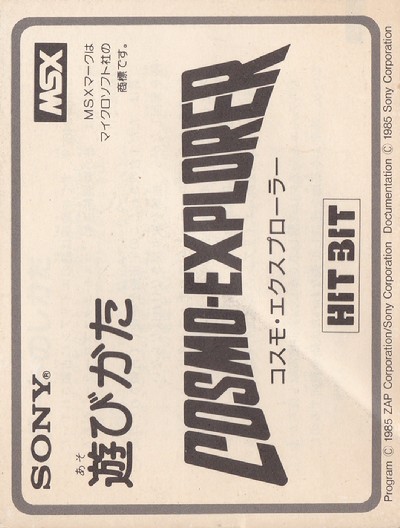 SONY®
MSX
MSXマークは
マイクロソフト社の
商標です。
あそ
遊びかた
COSMO-EXPLORER
コスモ・エクスプローラー
HIT BIT
Program © 1985 ZAP Corporation/Sony Corporation Documentation © 1985 Sony Corporation